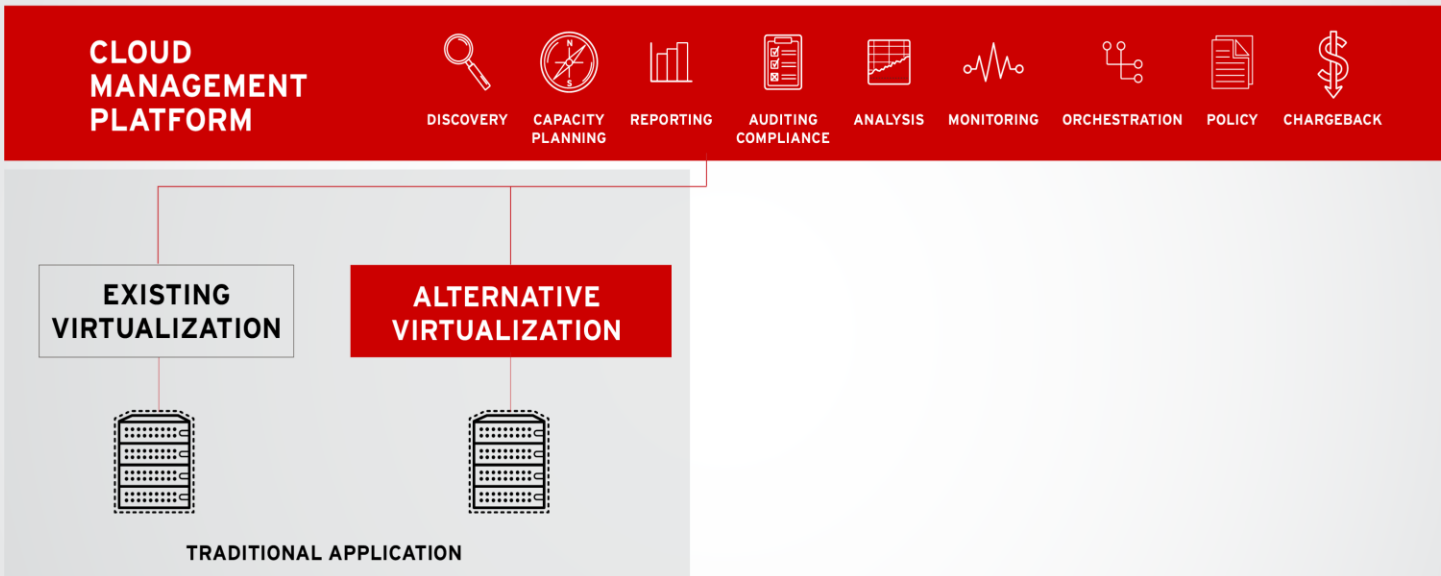 CLOUD
MANAGEMENT
PLATFORM
N
S
DISCOVERY
CAPACITY
PLANNING
REPORTING
AUDITING
COMPLIANCE
ANALYSIS
MONITORING
ORCHESTRATION
POLICY
CHARGEBACK
EXISTING
VIRTUALIZATION
ALTERNATIVE
VIRTUALIZATION
TRADITIONAL APPLICATION